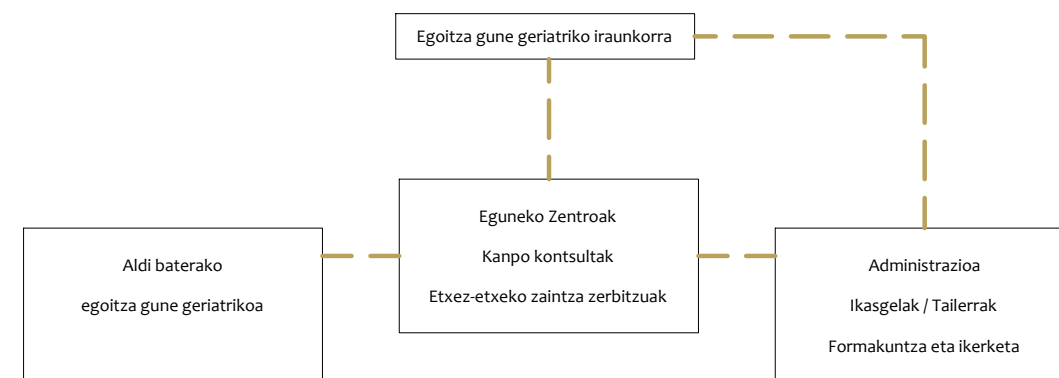 Egoitza gune geriatriko iraunkorra
Eguneko Zentroak
Kanpo kontsultak
Etxez-etxeko zaintza zerbitzuak
Aldi baterako
egoitza gune geriatrikoa
Administrazioa
Ikasgelak / Tailerrak
Formakuntza eta ikerketa